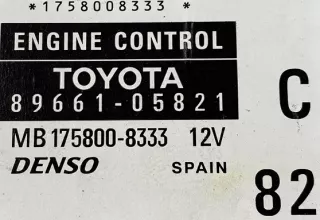 *1758008333 *
ENGINE CONTROL
TOYOTA
89661-05821
C
MB 175800-8333 12V
DENSO SPAIN
82